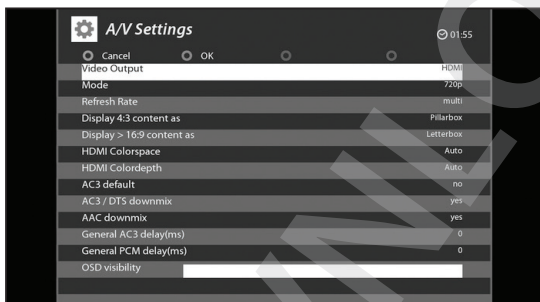 A/V Settings
01:55
Cancel OK
Video Output HDMI
Mode 720p
Refresh Rate multi
Display 4:3 content as Pillarbox
Display > 16:9 content as Letterbox
HDMI Colorspace Auto
HDMI Colordepth Auto
AC3 default no
AC3 / DTS downmix yes
AAC downmix yes
General AC3 delay(ms) 0
General PCM delay(ms) 0
OSD visibility